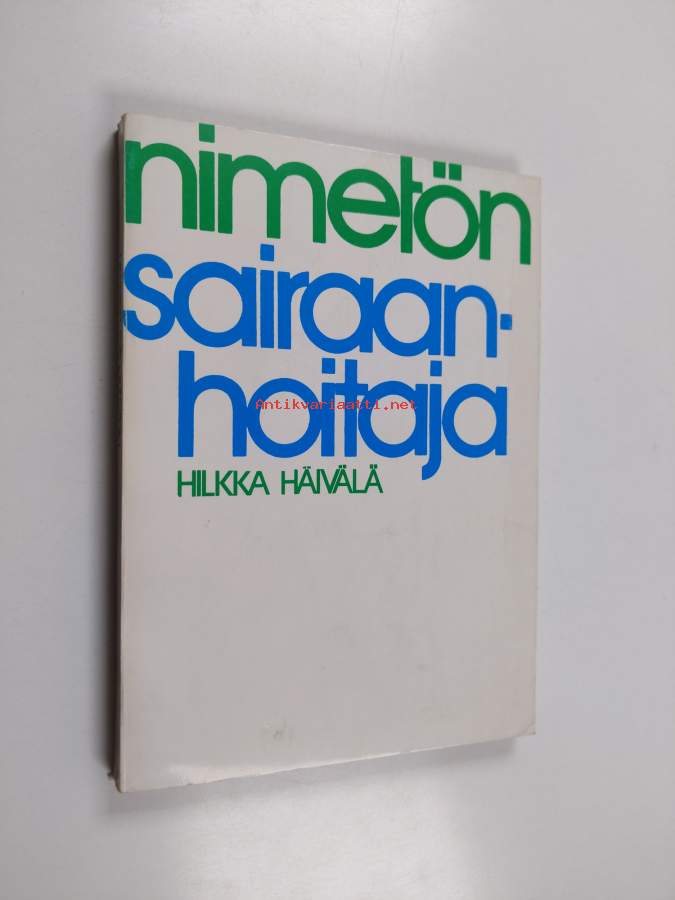 nimetön
sairaan-
hoitaja
Antikvariaatti.net
HILKKA HÄIVÄLÄ